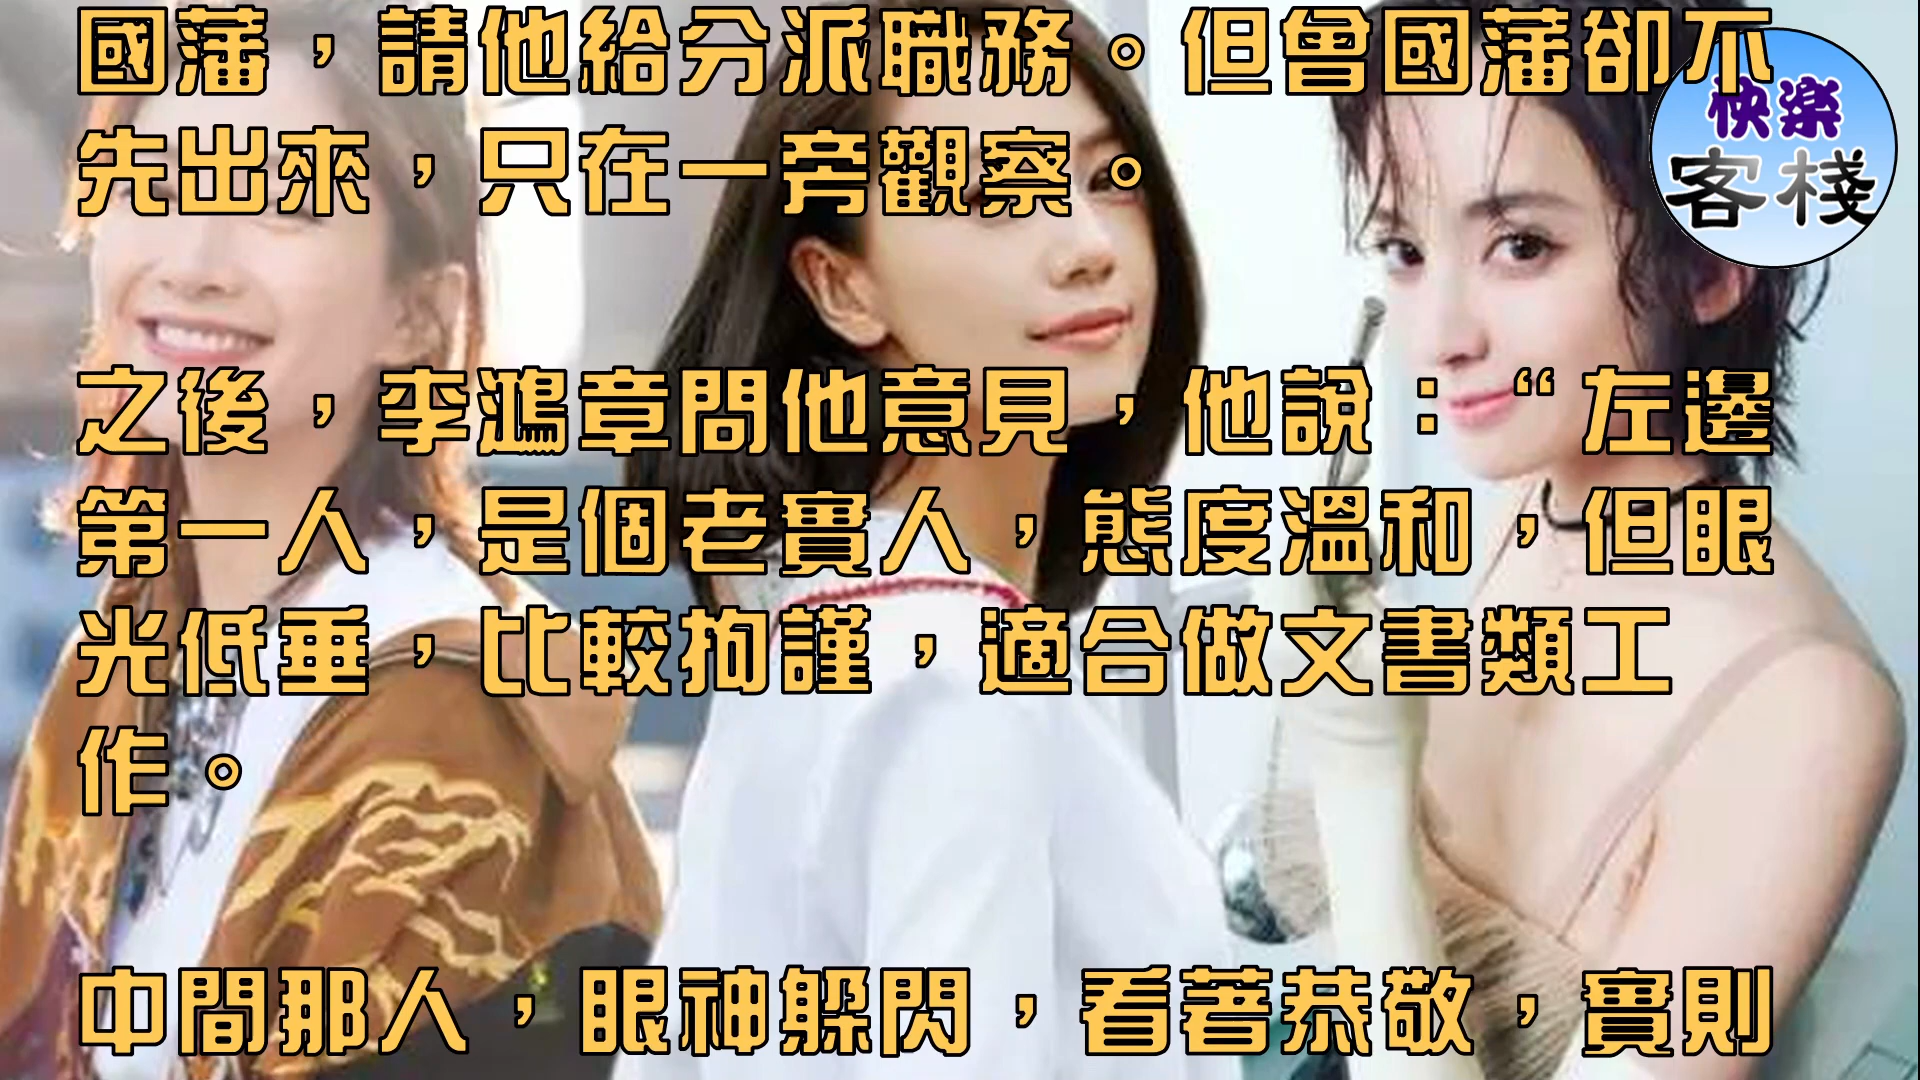 國藩，請他給分派職務。但曾國藩卻不
先出來，只在一旁觀察。
快楽
客棧
之後，李鴻章問他意見，他說：“左邊
第一人，是個老實人，態度溫和，但眼
光低垂，比較拘謹，適合做文書類工
作。
中間那人，眼神躲閃，看著恭敬，實則